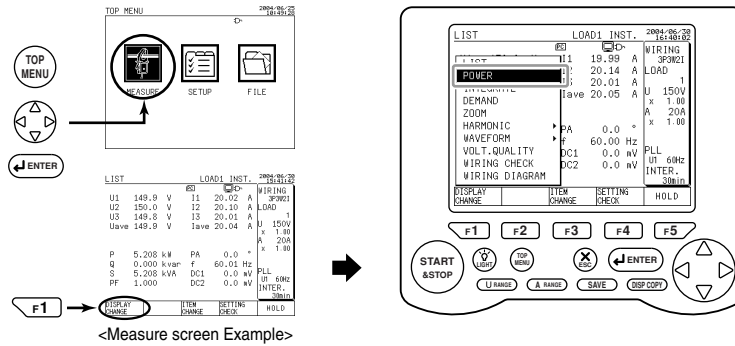 TOP MENU 2004/06/25
10:49:28
TOP
MENU
MEASURE SETUP FILE
ENTER
LIST LOAD1 INST. 2004/06/30
15:41:42
PC
WIRING
3P3W2I
U1 149.9 V I1 20.02 A
U2 150.0 V I2 20.10 A LOAD
U3 149.8 V I3 20.01 A 1
Uave 149.9 V Iave 20.04 A U 150V
x 1.00
A 20A
x 1.00
P 5.208 kW PA 0.0 °
Q 0.000 kvar f 60.01 Hz
S 5.208 kVA DC1 0.0 mV PLL
PF 1.000 DC2 0.0 mV U1 60Hz
INTER.
30min
DISPLAY CHANGE ITEM CHANGE SETTING CHECK HOLD
F1
<Measure screen Example>
LIST LOAD1 INST. 2004/06/30
16:40:02
PC
WIRING
3P3W2I
LIST I1 19.99 A
POWER 20.14 A LOAD
20.01 A 1
INTEGRATE Iave 20.05 A U 150V
DEMAND x 1.00
ZOOM A 20A
HARMONIC PA 0.0 ° x 1.00
WAVEFORM f 60.00 Hz
VOLT.QUALITY DC1 0.0 mV PLL
WIRING CHECK DC2 0.0 mV U1 60Hz
WIRING DIAGRAM INTER.
30min
DISPLAY CHANGE ITEM CHANGE SETTING CHECK HOLD
F1 F2 F3 F4 F5
START
&STOP
LIGHT
TOP
MENU
ESC
ENTER
U RANGE A RANGE SAVE DISP COPY